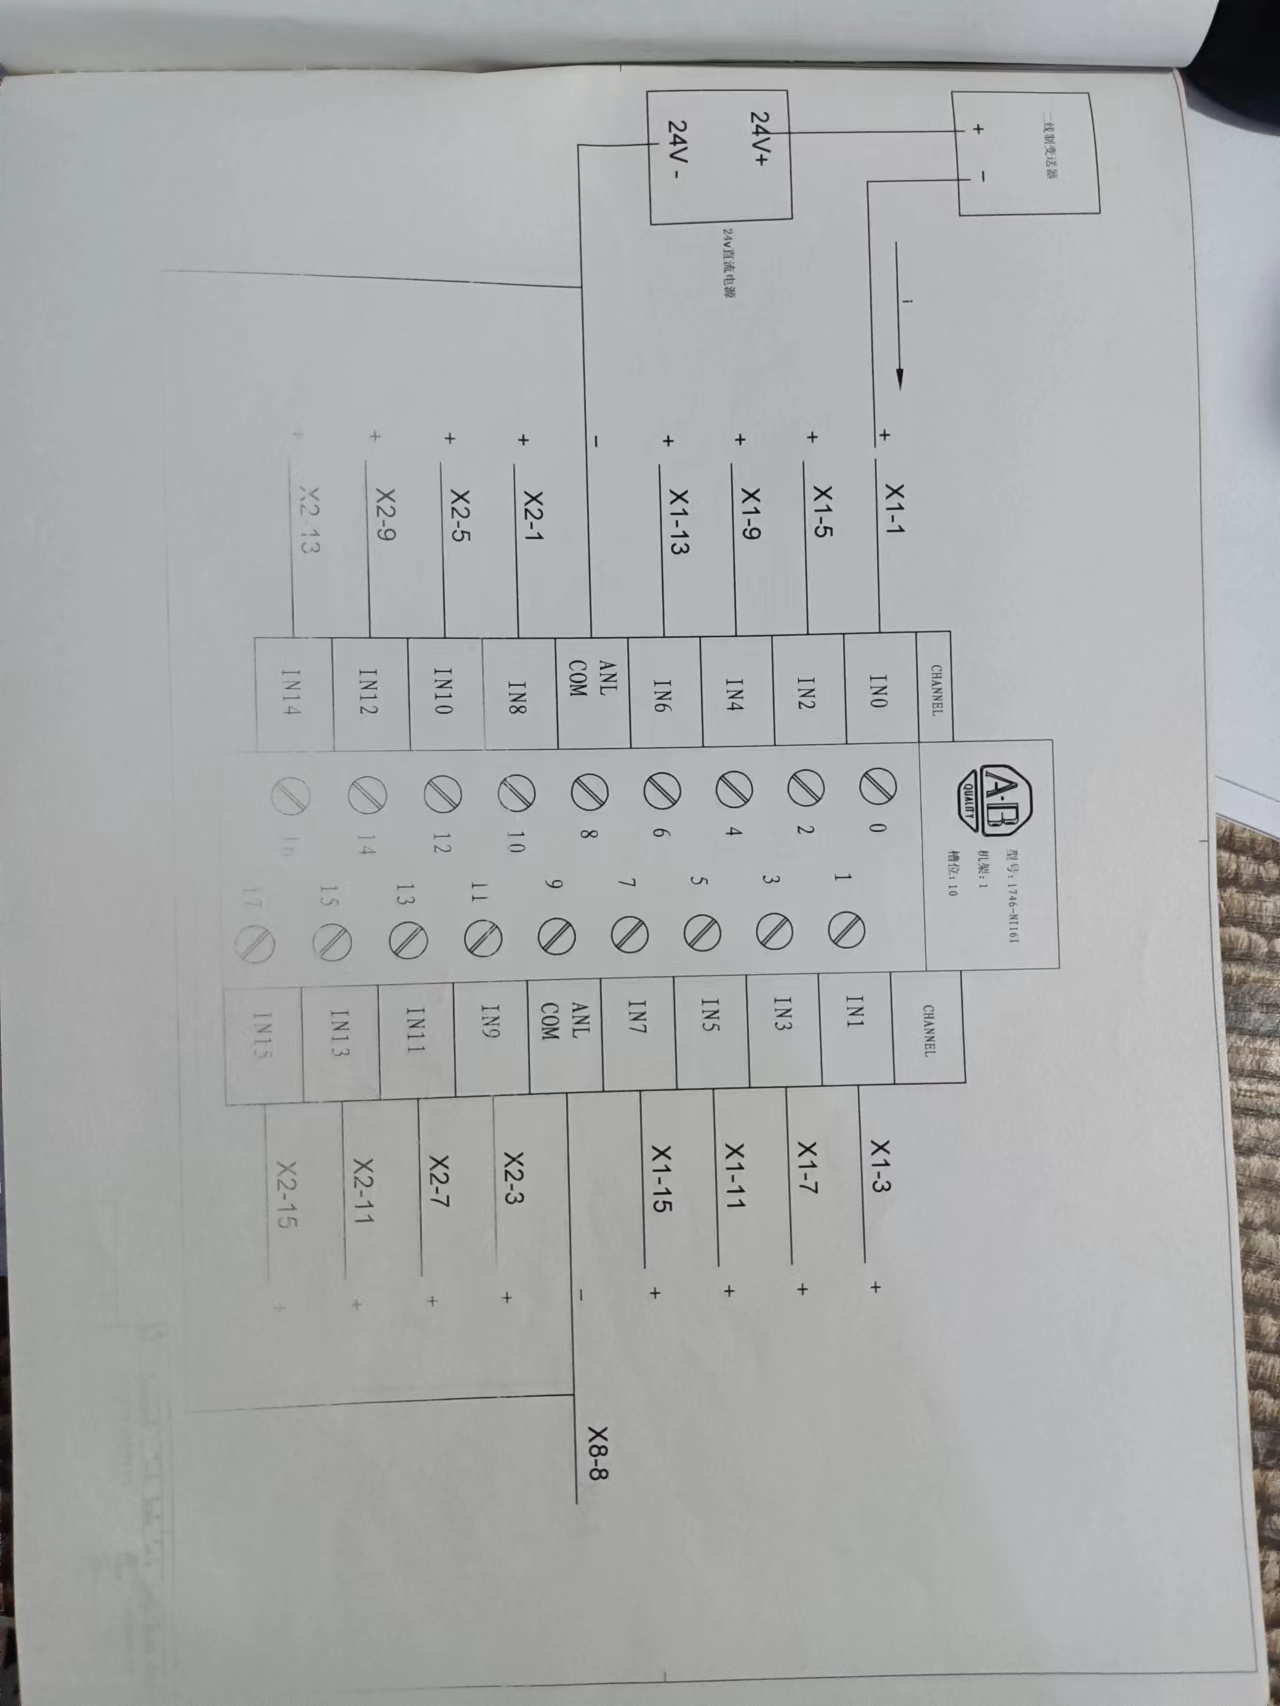 二线制变送器
+
-
24V+
24V -
24v直流电源
i
+
X1-1
+
X1-5
+
X1-9
+
X1-13
-
+
X2-1
+
X2-5
+
X2-9
+
X2-13
CHANNEL
IN0
IN2
IN4
IN6
ANL
COM
IN8
IN10
IN12
IN14
A-B
QUALITY
型号:1746-NI16I
机架:1
槽位:10
0
2
4
6
8
10
12
14
16
1
3
5
7
9
11
13
15
17
CHANNEL
IN1
IN3
IN5
IN7
ANL
COM
IN9
IN11
IN13
IN15
X1-3
+
X1-7
+
X1-11
+
X1-15
+
-
X8-8
X2-3
+
X2-7
+
X2-11
+
X2-15
+